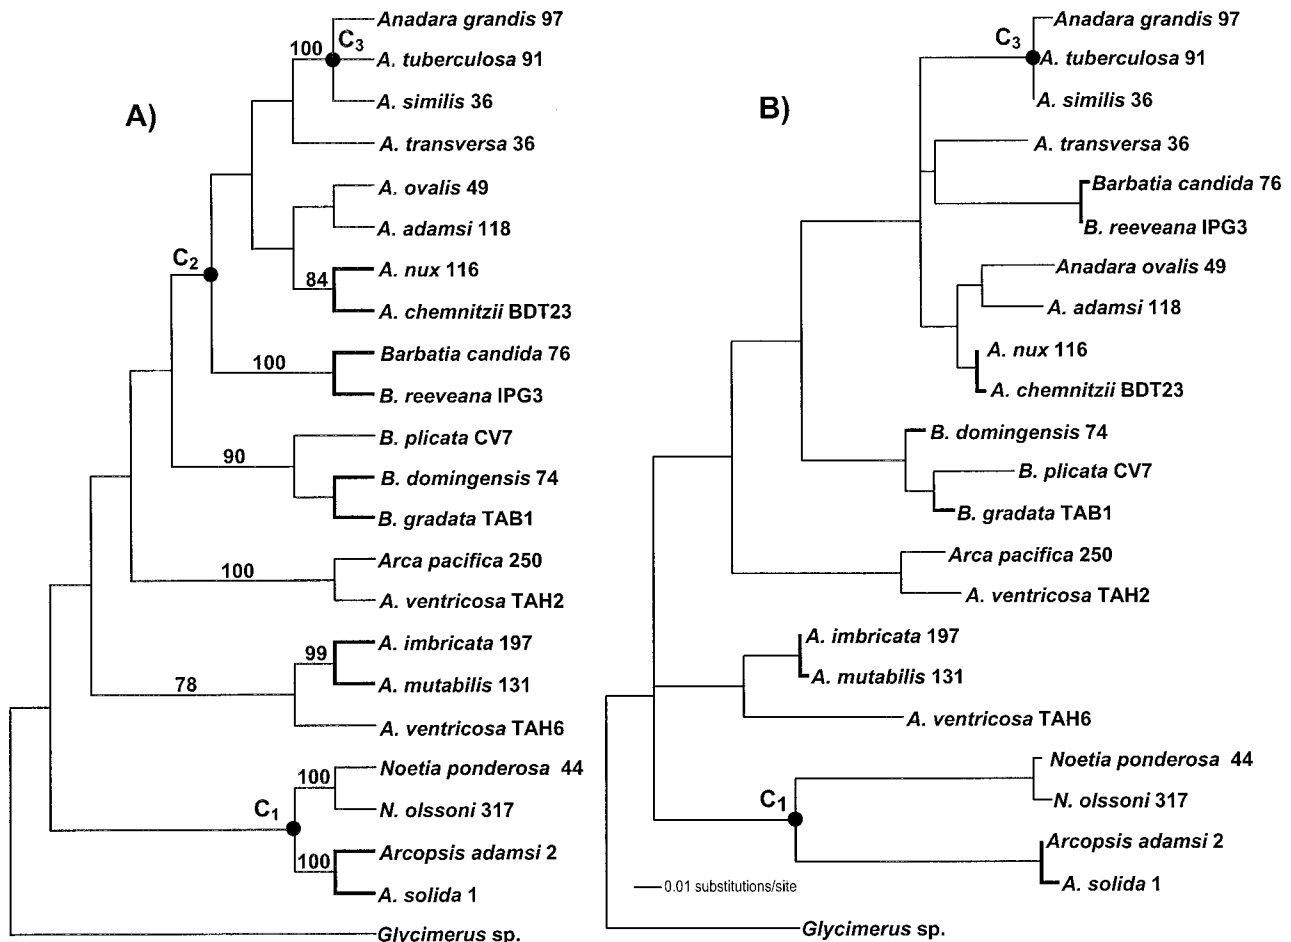 A)
100
C3
Anadara grandis 97
A. tuberculosa 91
A. similis 36
A. transversa 36
A. ovalis 49
A. adamsi 118
C2
84
A. nux 116
A. chemnitzii BDT23
100
Barbatia candida 76
B. reeveana IPG3
90
B. plicata CV7
B. domingensis 74
B. gradata TAB1
100
Arca pacifica 250
A. ventricosa TAH2
99
A. imbricata 197
A. mutabilis 131
78
A. ventricosa TAH6
100
Noetia ponderosa 44
N. olssoni 317
C1
100
Arcopsis adamsi 2
A. solida 1
Glycimerus sp.
B)
C3
Anadara grandis 97
A. tuberculosa 91
A. similis 36
A. transversa 36
Barbatia candida 76
B. reeveana IPG3
Anadara ovalis 49
A. adamsi 118
A. nux 116
A. chemnitzii BDT23
B. domingensis 74
B. plicata CV7
B. gradata TAB1
Arca pacifica 250
A. ventricosa TAH2
A. imbricata 197
A. mutabilis 131
A. ventricosa TAH6
Noetia ponderosa 44
N. olssoni 317
C1
Arcopsis adamsi 2
A. solida 1
0.01 substitutions/site
Glycimerus sp.